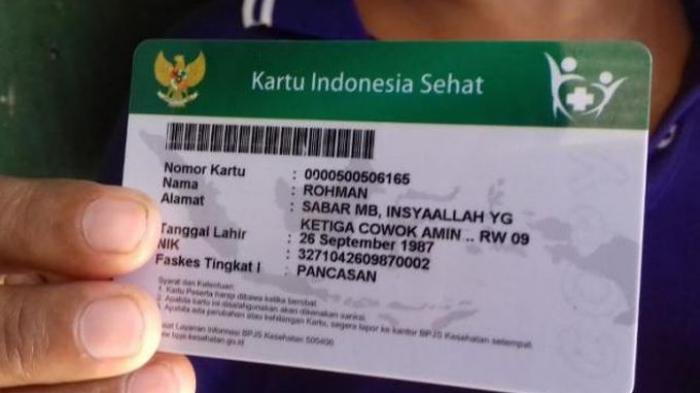 Kartu Indonesia Sehat
Nomor Kartu : 0000500506165
Nama : ROHMAN
Alamat : SABAR MB, INSYAALLAH YG
KETIGA COWOK AMIN .. RW 09
Tanggal Lahir : 26 September 1987
NIK : 3271042609870002
Faskes Tingkat I : PANCASAN
Syarat dan Ketentuan:
1. Kartu Peserta harap dibawa ketika berobat.
2. Apabila kartu ini disalahgunakan akan dikenakan sanksi.
3. Apabila ada perubahan atau kehilangan Kartu, segera lapor ke kantor BPJS Kesehatan setempat.
Layanan Informasi BPJS Kesehatan 500400
www.bpjs-kesehatan.go.id